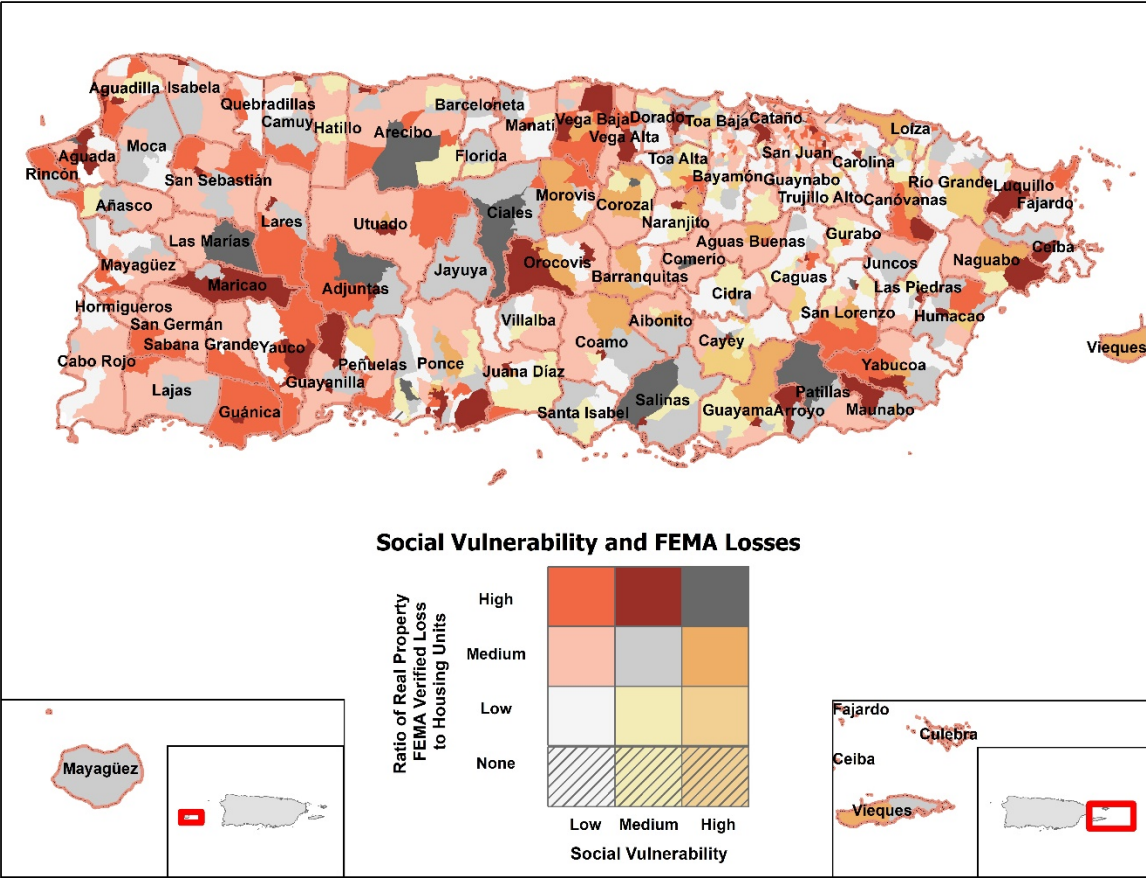 Aguadilla
Isabela
Quebradillas
Camuy
Hatillo
Arecibo
Barceloneta
Manatí
Vega Baja
Dorado
Vega Alta
Toa Baja
Cataño
Loíza
Aguada
Rincón
Moca
San Sebastián
Florida
Toa Alta
Bayamón
San Juan
Guaynabo
Carolina
Trujillo Alto
Canóvanas
Río Grande
Luquillo
Fajardo
Añasco
Lares
Utuado
Ciales
Morovis
Corozal
Naranjito
Las Marías
Mayagüez
Maricao
Adjuntas
Jayuya
Orocovis
Barranquitas
Comerio
Aguas Buenas
Gurabo
Caguas
Juncos
Naguabo
Ceiba
Hormigueros
San Germán
Sabana Grande
Yauco
Cabo Rojo
Lajas
Guánica
Guayanilla
Peñuelas
Ponce
Villalba
Juana Díaz
Coamo
Aibonito
Cidra
Cayey
San Lorenzo
Las Piedras
Humacao
Yabucoa
Vieques
Santa Isabel
Salinas
Guayama
Arroyo
Patillas
Maunabo
Social Vulnerability and FEMA Losses
Ratio of Real Property
FEMA Verified Loss
to Housing Units
High
Medium
Low
None
Low Medium High
Social Vulnerability
Mayagüez
Fajardo
Culebra
Ceiba
Vieques